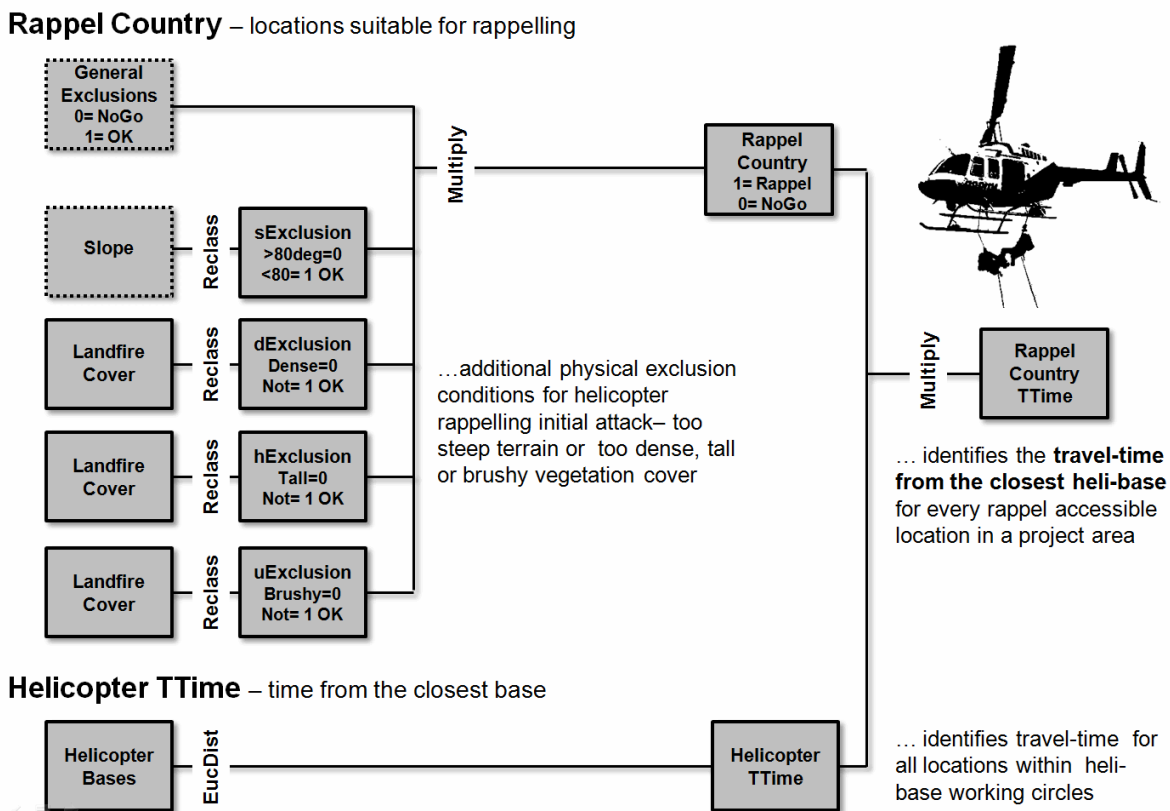 Rappel Country – locations suitable for rappelling
General
Exclusions
0= NoGo
1= OK
Multiply
Rappel
Country
1= Rappel
0= NoGo
Slope
Reclass
sExclusion
>80deg=0
<80= 1 OK
Landfire
Cover
Reclass
dExclusion
Dense=0
Not= 1 OK
Landfire
Cover
Reclass
hExclusion
Tall=0
Not= 1 OK
Landfire
Cover
Reclass
uExclusion
Brushy=0
Not= 1 OK
…additional physical exclusion
conditions for helicopter
rappelling initial attack– too
steep terrain or too dense, tall
or brushy vegetation cover
Multiply
Rappel
Country
TTime
… identifies the travel-time
from the closest heli-base
for every rappel accessible
location in a project area
Helicopter TTime – time from the closest base
Helicopter
Bases
EucDist
Helicopter
TTime
… identifies travel-time for
all locations within heli-
base working circles